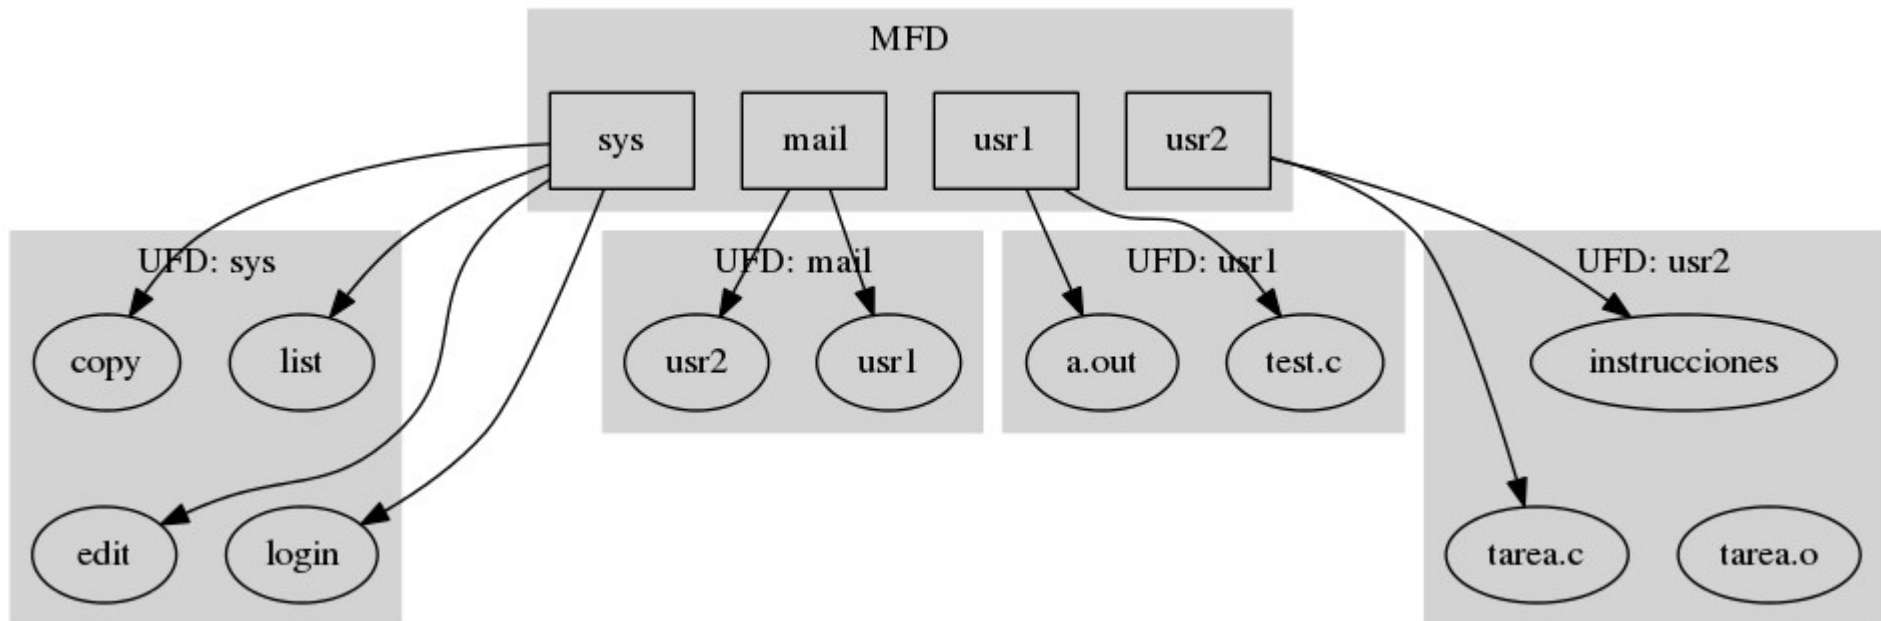 MFD
sys mail usr1 usr2
UFD: sys UFD: mail UFD: usr1 UFD: usr2
copy list usr2 usr1 a.out test.c instrucciones
edit login tarea.c tarea.o